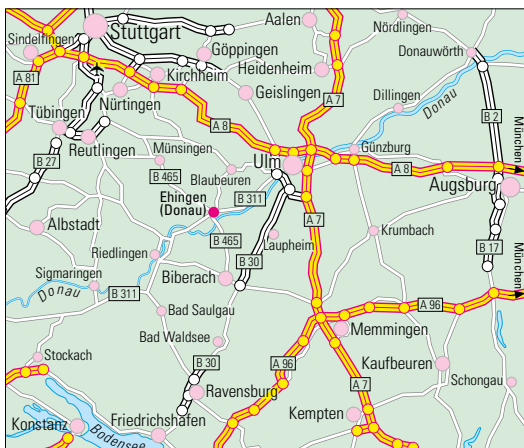 Stuttgart
Sindelfingen
A 81
Aalen
Göppingen
Nördlingen
Donauwörth
Heidenheim
Kirchheim
Geislingen
Nürtingen
A 7
Dillingen
Donau
B 2
Tübingen
A 8
Reutlingen
B 27
Münsingen
Ulm
Günzburg
A 8
München
B 465
Blaubeuren
Augsburg
Ehingen
(Donau)
B 311
A 7
Albstadt
B 465
Laupheim
Krumbach
B 17
Riedlingen
B 30
Sigmaringen
Biberach
Donau
B 311
München
Bad Saulgau
A 96
Bad Waldsee
Memmingen
Stockach
B 30
A 96
Kaufbeuren
A 7
Schongau
Ravensburg
Konstanz
Bodensee
Friedrichshafen
Kempten